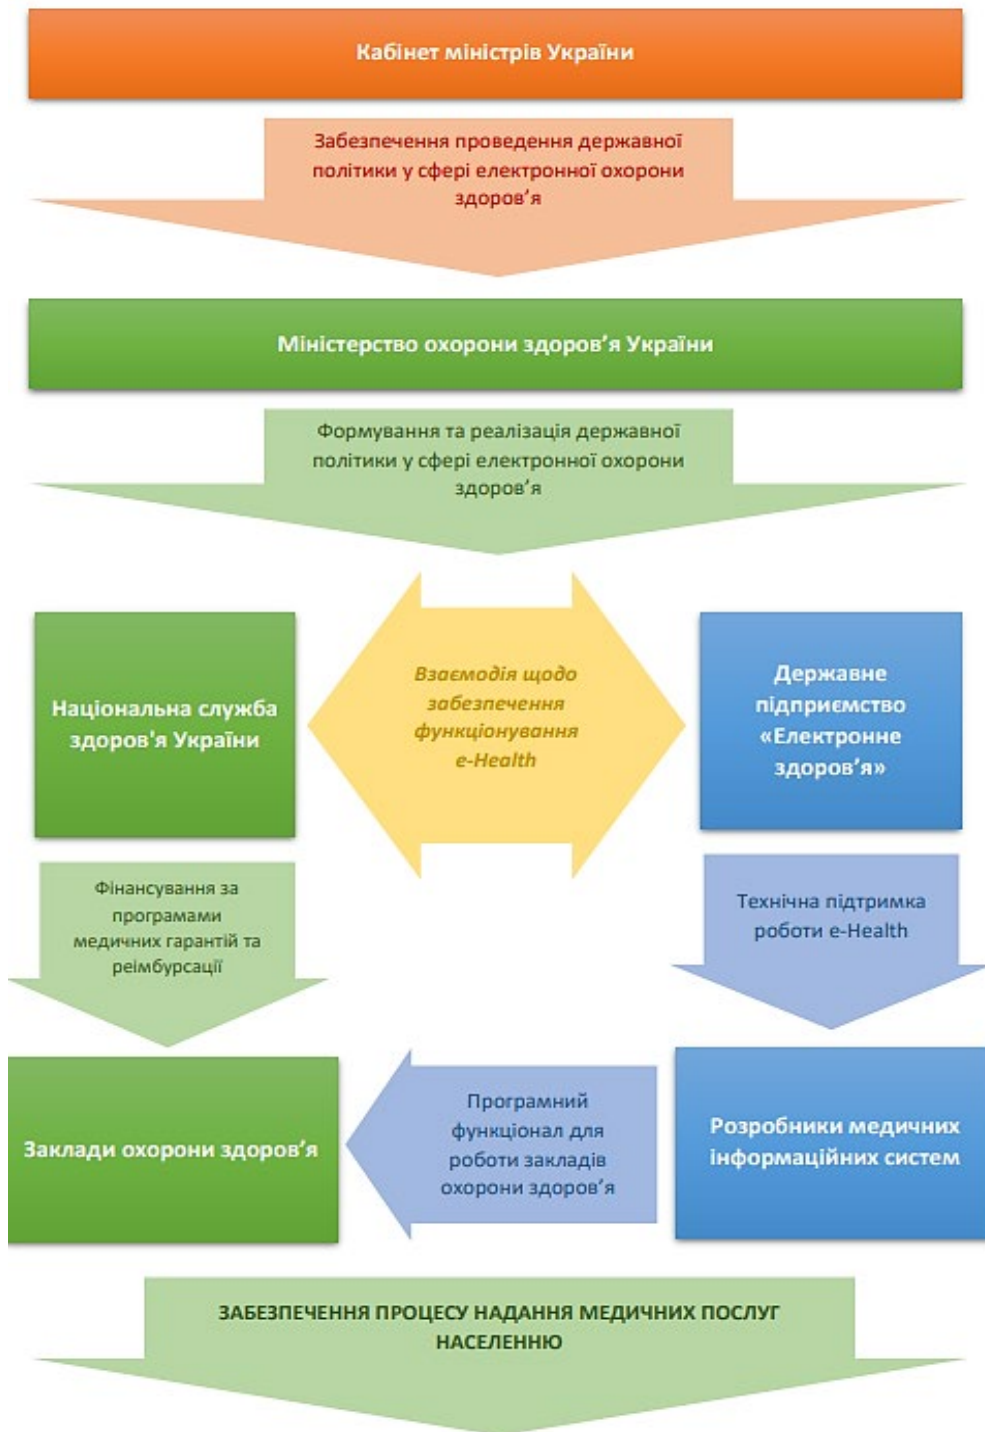 Кабінет міністрів України
Забезпечення проведення державної
політики у сфері електронної охорони
здоров’я
Міністерство охорони здоров’я України
Формування та реалізація державної
політики у сфері електронної охорони
здоров’я
Національна служба
здоров'я України
Взаємодія щодо
забезпечення
функціонування
e-Health
Державне
підприємство
«Електронне
здоров’я»
Фінансування за
програмами
медичних гарантій та
реімбурсації
Технічна підтримка
роботи e-Health
Заклади охорони здоров’я
Програмний
функціонал для
роботи закладів
охорони здоров’я
Розробники медичних
інформаційних систем
ЗАБЕЗПЕЧЕННЯ ПРОЦЕСУ НАДАННЯ МЕДИЧНИХ ПОСЛУГ
НАСЕЛЕННЮ